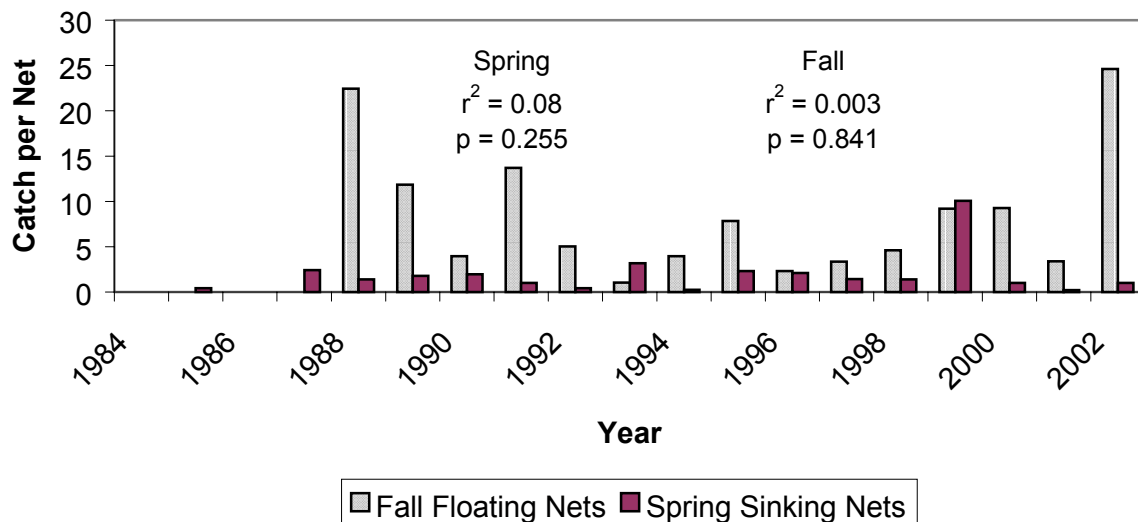 30
25
20
15
10
5
0
Catch per Net
Spring
r² = 0.08
p = 0.255
Fall
r² = 0.003
p = 0.841
1984
1986
1988
1990
1992
1994
1996
1998
2000
2002
Year
Fall Floating Nets Spring Sinking Nets